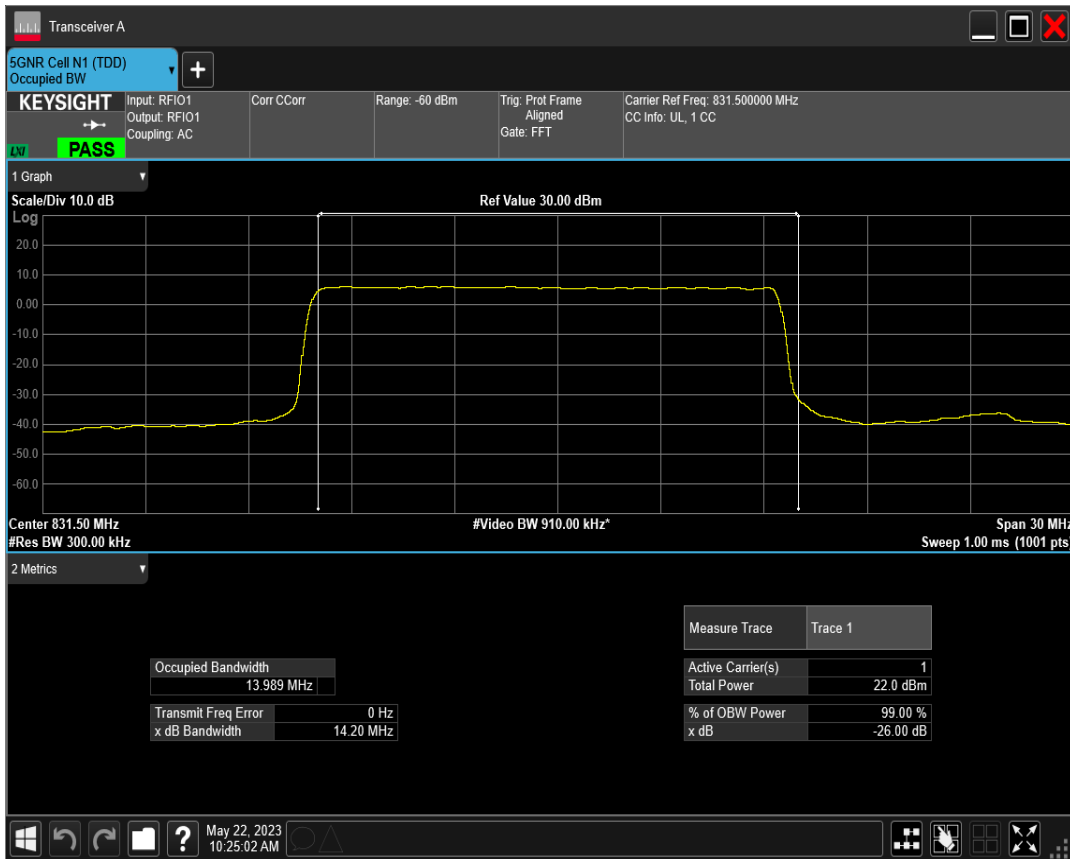 Transceiver A
5GNR Cell N1 (TDD)
Occupied BW
+
KEYSIGHT
LXI
PASS
Input: RFIO1
Output: RFIO1
Coupling: AC
Corr CCorr
Range: -60 dBm
Trig: Prot Frame
Aligned
Gate: FFT
Carrier Ref Freq: 831.500000 MHz
CC Info: UL, 1 CC
1 Graph
Scale/Div 10.0 dB
Ref Value 30.00 dBm
Log
20.0
10.0
0.00
-10.0
-20.0
-30.0
-40.0
-50.0
-60.0
Center 831.50 MHz
#Video BW 910.00 kHz*
Span 30 MHz
#Res BW 300.00 kHz
Sweep 1.00 ms (1001 pts)
2 Metrics
Measure Trace Trace 1
Occupied Bandwidth
13.989 MHz
Active Carrier(s) 1
Total Power 22.0 dBm
Transmit Freq Error 0 Hz
x dB Bandwidth 14.20 MHz
% of OBW Power 99.00 %
x dB -26.00 dB
?
May 22, 2023
10:25:02 AM